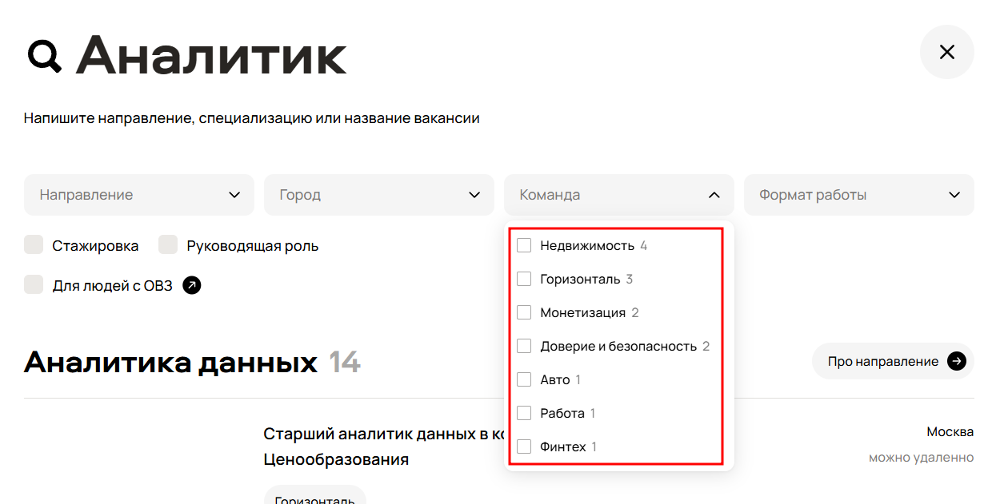 Аналитик
Напишите направление, специализацию или название вакансии
Направление
Город
Команда
Формат работы
Стажировка
Руководящая роль
Для людей с ОВЗ
Недвижимость 4
Горизонталь 3
Монетизация 2
Доверие и безопасность 2
Авто 1
Работа 1
Финтех 1
Аналитика данных 14
Про направление
Старший аналитик данных в к
Ценообразования
Москва
можно удаленно
Горизонталь